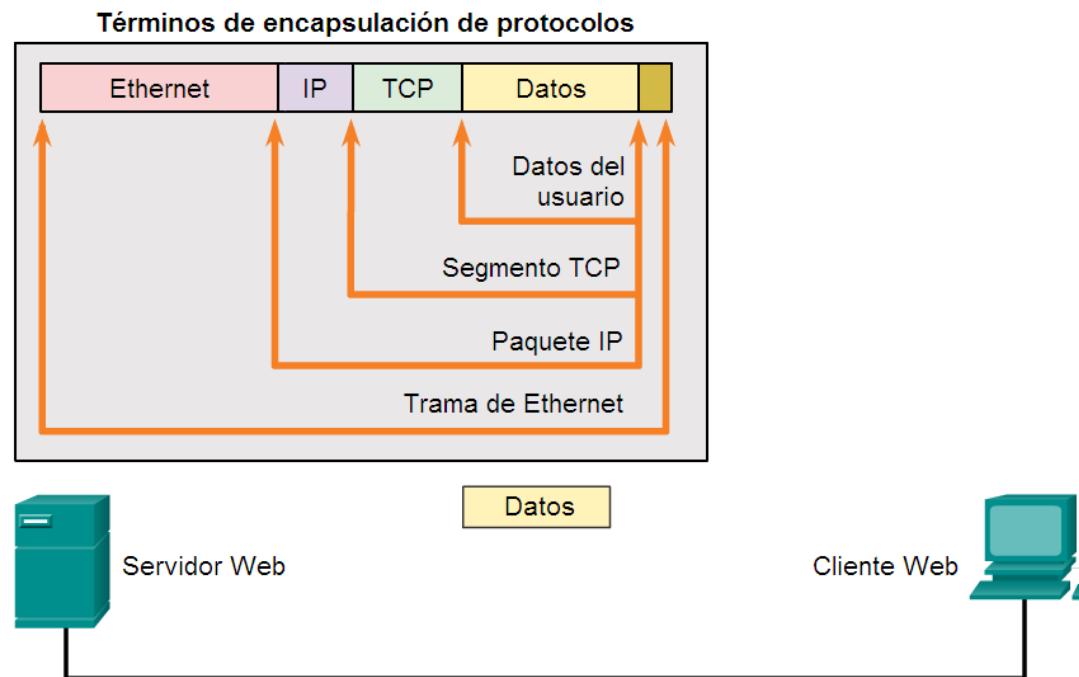 Términos de encapsulación de protocolos
Ethernet IP TCP Datos
Datos del
usuario
Segmento TCP
Paquete IP
Trama de Ethernet
Datos
Servidor Web
Cliente Web